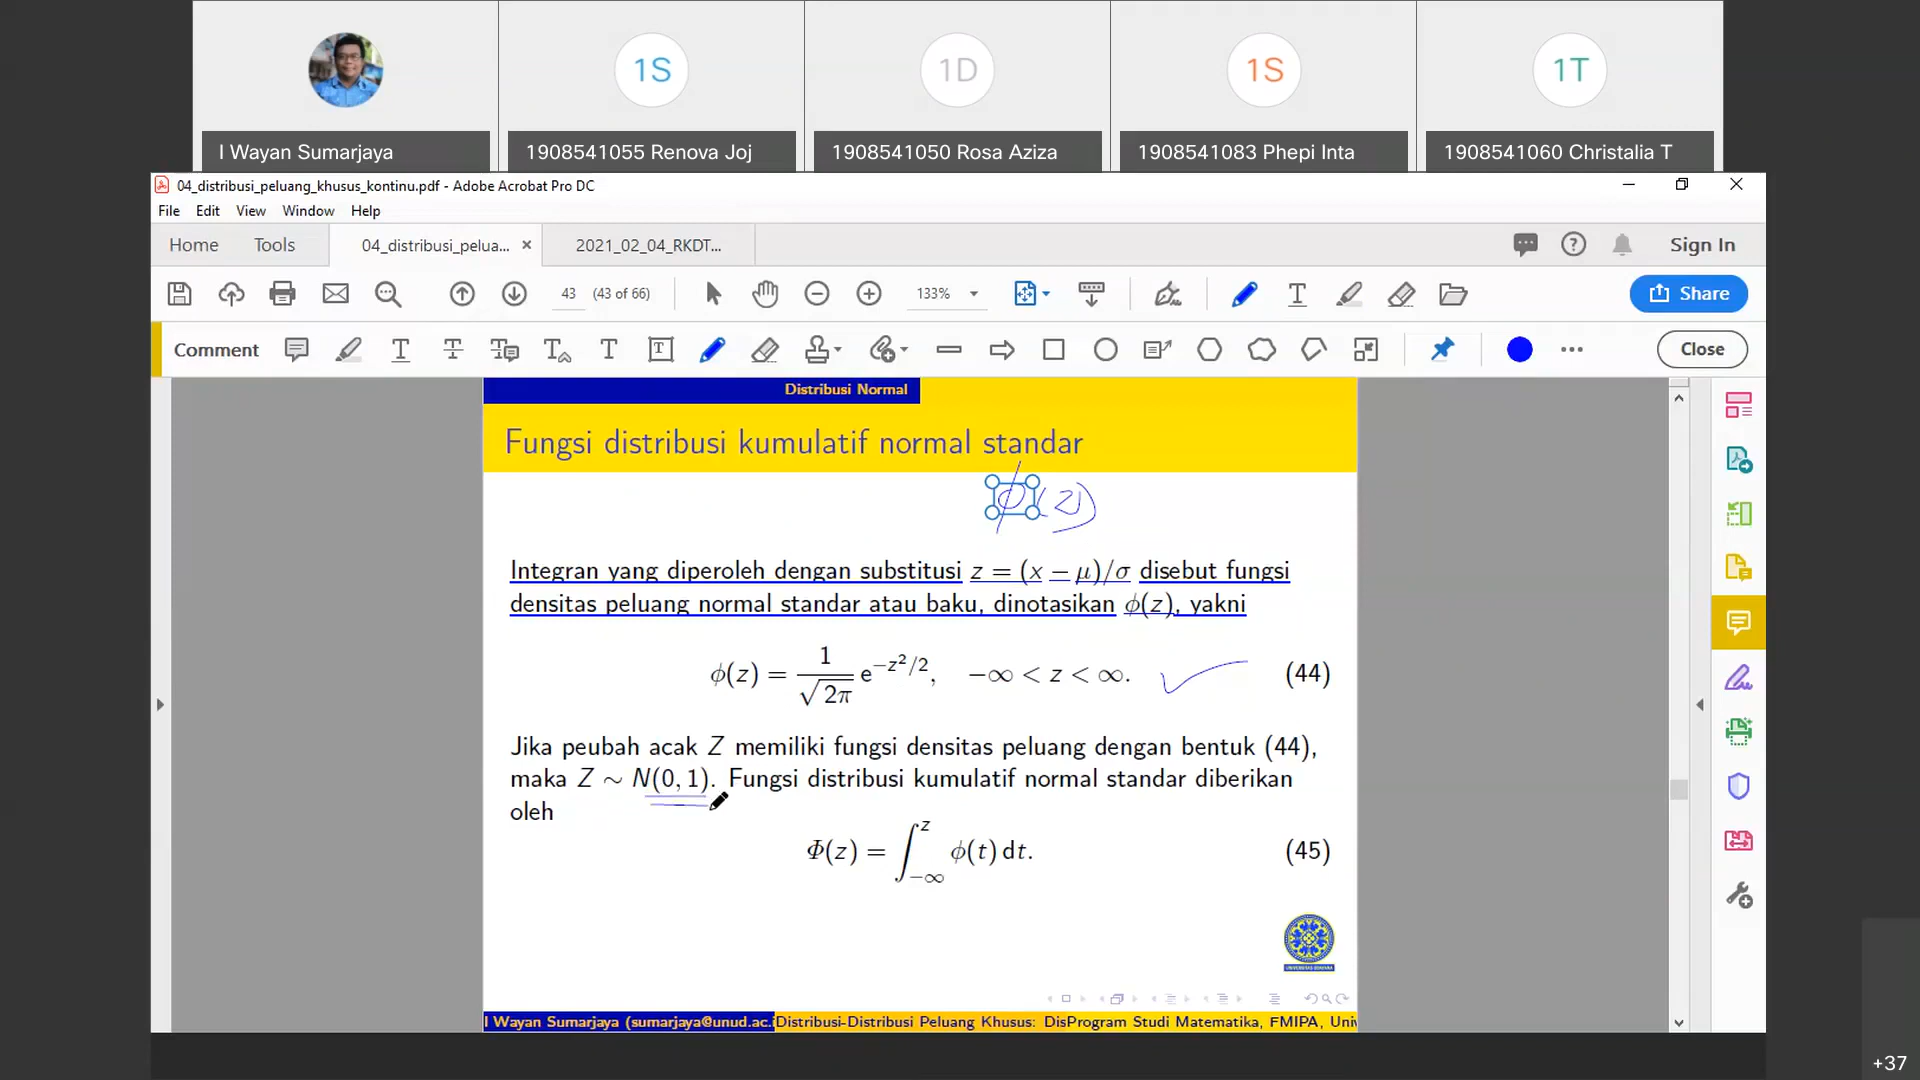 1S
1D
1S
1T
I Wayan Sumarjaya
1908541055 Renova Joj
1908541050 Rosa Aziza
1908541083 Phepi Inta
1908541060 Christalia T
04_distribusi_peluang_khusus_kontinu.pdf - Adobe Acrobat Pro DC
File Edit View Window Help
Home Tools 04_distribusi_pelua... × 2021_02_04_RKDT... Sign In
43 (43 of 66) 133% Share
Comment Close
Distribusi Normal
Fungsi distribusi kumulatif normal standar
ϕ(z)
Integran yang diperoleh dengan substitusi z = (x − μ)/σ disebut fungsi
densitas peluang normal standar atau baku, dinotasikan ϕ(z), yakni
ϕ(z) = 1/√2π e^{−z²/2}, −∞ < z < ∞. (44)
Jika peubah acak Z memiliki fungsi densitas peluang dengan bentuk (44),
maka Z ∼ N(0, 1). Fungsi distribusi kumulatif normal standar diberikan
oleh
Φ(z) = ∫_{−∞}^{z} ϕ(t) dt. (45)
UNIVERSITAS UDAYANA
I Wayan Sumarjaya (sumarjaya@unud.ac.i Distribusi-Distribusi Peluang Khusus: Dis Program Studi Matematika, FMIPA, Univ
+37